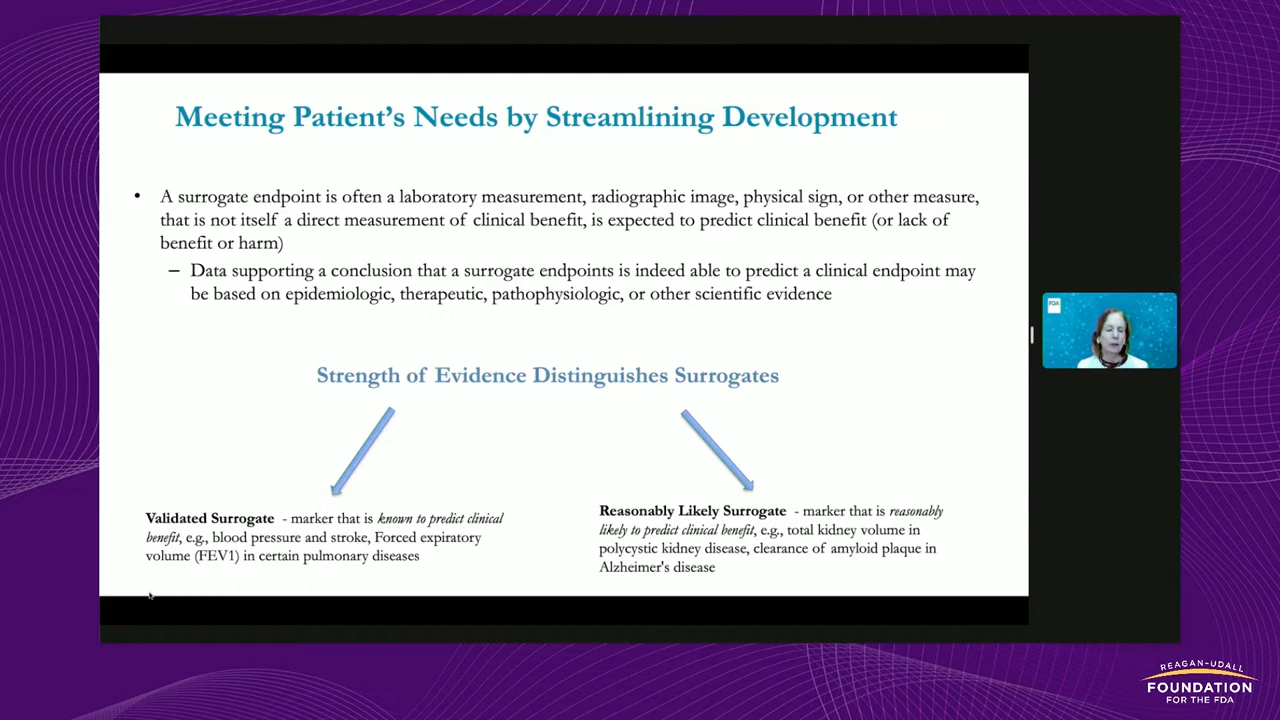 Meeting Patient's Needs by Streamlining Development
• A surrogate endpoint is often a laboratory measurement, radiographic image, physical sign, or other measure,
that is not itself a direct measurement of clinical benefit, is expected to predict clinical benefit (or lack of
benefit or harm)
– Data supporting a conclusion that a surrogate endpoints is indeed able to predict a clinical endpoint may
be based on epidemiologic, therapeutic, pathophysiologic, or other scientific evidence
FDA
Strength of Evidence Distinguishes Surrogates
Validated Surrogate - marker that is known to predict clinical
benefit, e.g., blood pressure and stroke, Forced expiratory
volume (FEV1) in certain pulmonary diseases
Reasonably Likely Surrogate - marker that is reasonably
likely to predict clinical benefit, e.g., total kidney volume in
polycystic kidney disease, clearance of amyloid plaque in
Alzheimer's disease
REAGAN-UDALL
FOUNDATION
FOR THE FDA